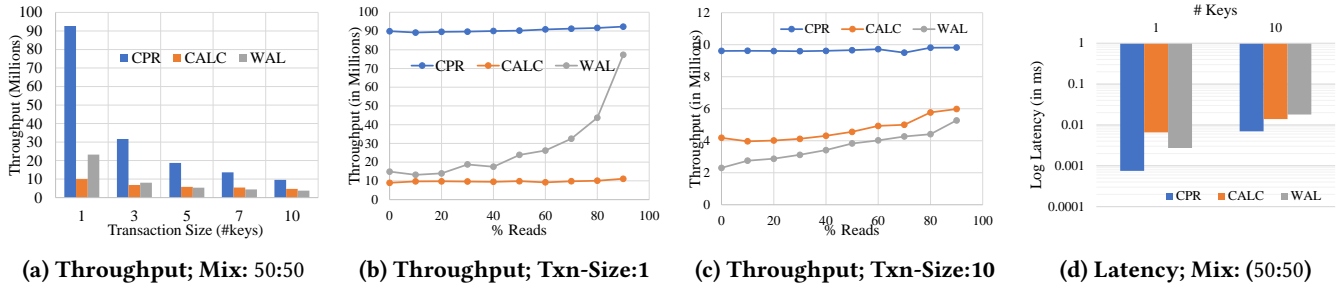 100
90
80
70
60
50
40
30
20
10
0
Throughput (Millions)
CPR CALC WAL
1 3 5 7 10
Transaction Size (#keys)
(a) Throughput; Mix: 50:50
100
90
80
70
60
50
40
30
20
10
0
Throughput (in Millions)
CPR CALC WAL
0 20 40 60 80 100
% Reads
(b) Throughput; Txn-Size:1
12
10
8
6
4
2
0
Throughput (in Millions)
CPR CALC WAL
0 20 40 60 80 100
% Reads
(c) Throughput; Txn-Size:10
# Keys
1 10
1
0.1
0.01
0.001
0.0001
Log Latency (in ms)
CPR CALC WAL
(d) Latency; Mix: (50:50)